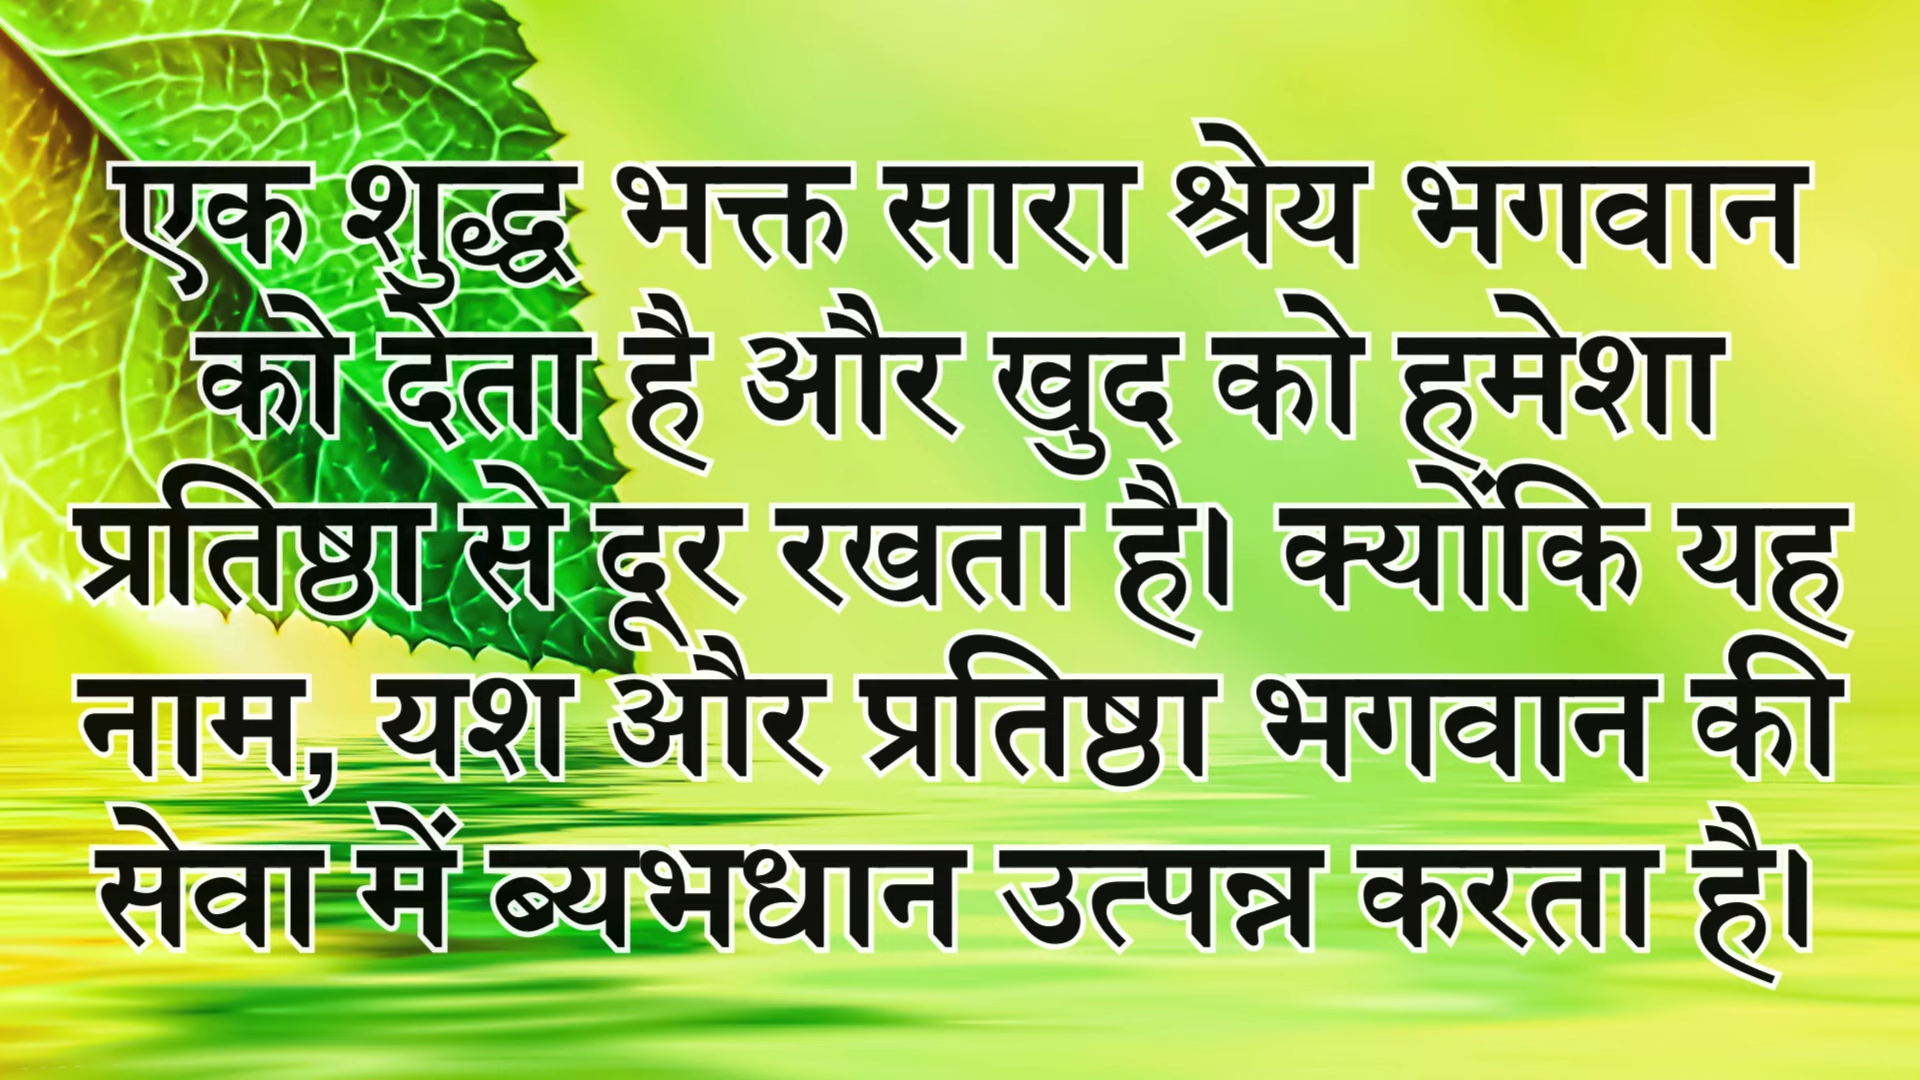 एक शुद्ध भक्त सारा श्रेय भगवान
को देता है और खुद को हमेशा
प्रतिष्ठा से दूर रखता है। क्योंकि यह
नाम, यश और प्रतिष्ठा भगवान की
सेवा में ब्यभधान उत्पन्न करता है।